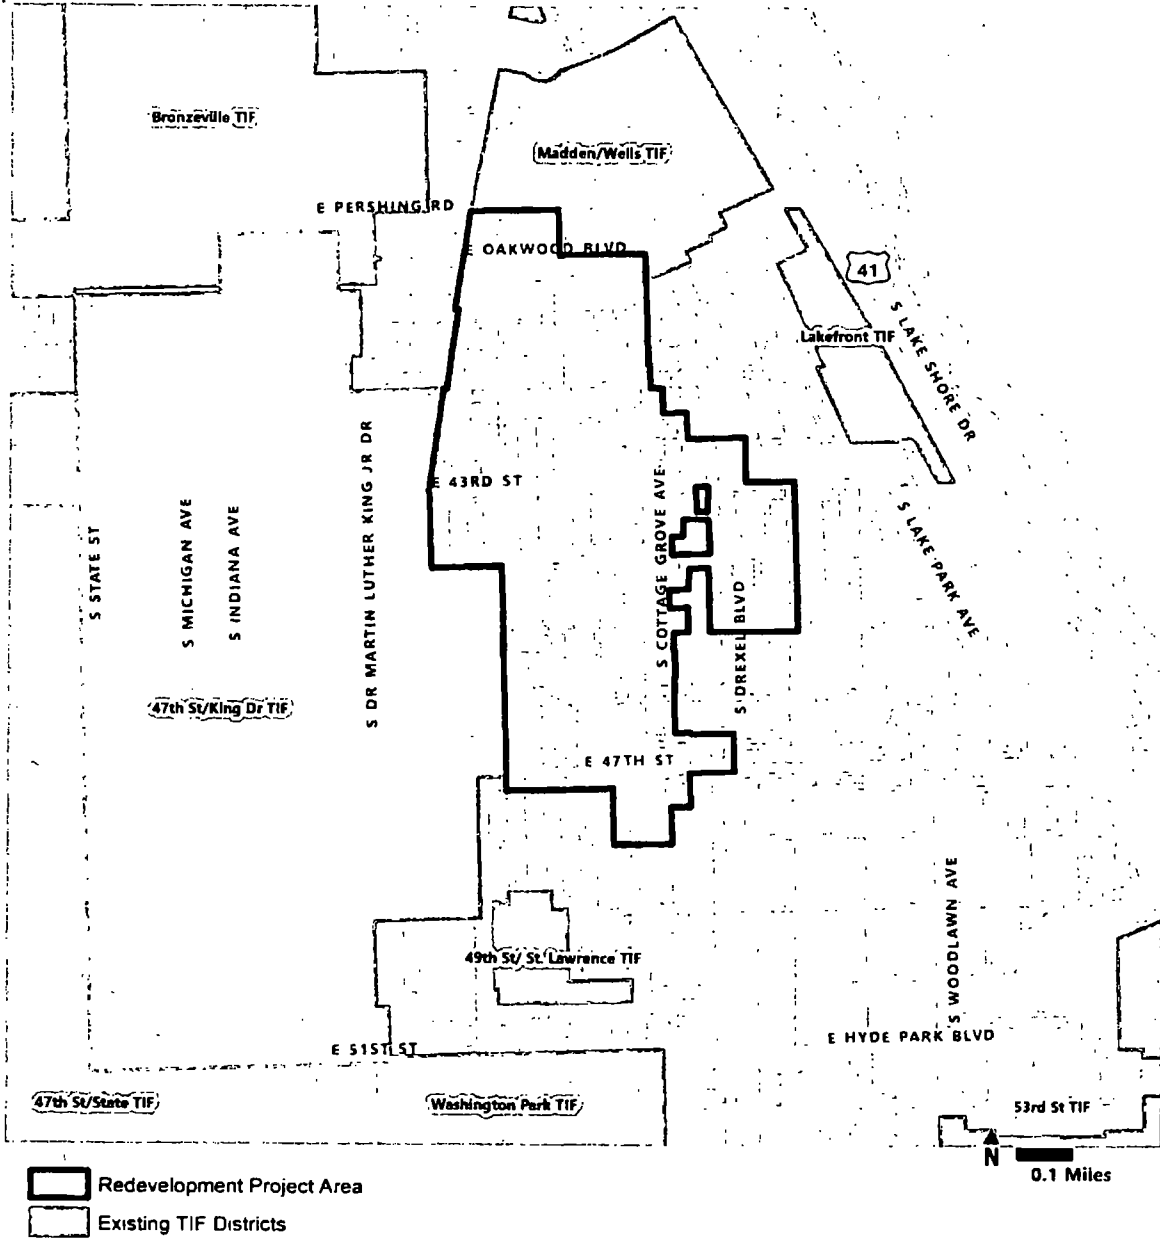 Bronzeville TIF
Madden/Wells TIF
E PERSHING RD
E OAKWOOD BLVD
41
S LAKE SHORE DR
Lakefront TIF
S DR MARTIN LUTHER KING JR DR
E 43RD ST
S COTTAGE GROVE AVE
S MICHIGAN AVE
S INDIANA AVE
S STATE ST
S LAKE PARK AVE
S DREXEL BLVD
47th St/King Dr TIF
E 47TH ST
S WOODLAWN AVE
49th St/ St. Lawrence TIF
E HYDE PARK BLVD
E 51ST ST
47th St/State TIF
Washington Park TIF
53rd St TIF
N
0.1 Miles
Redevelopment Project Area
Existing TIF Districts